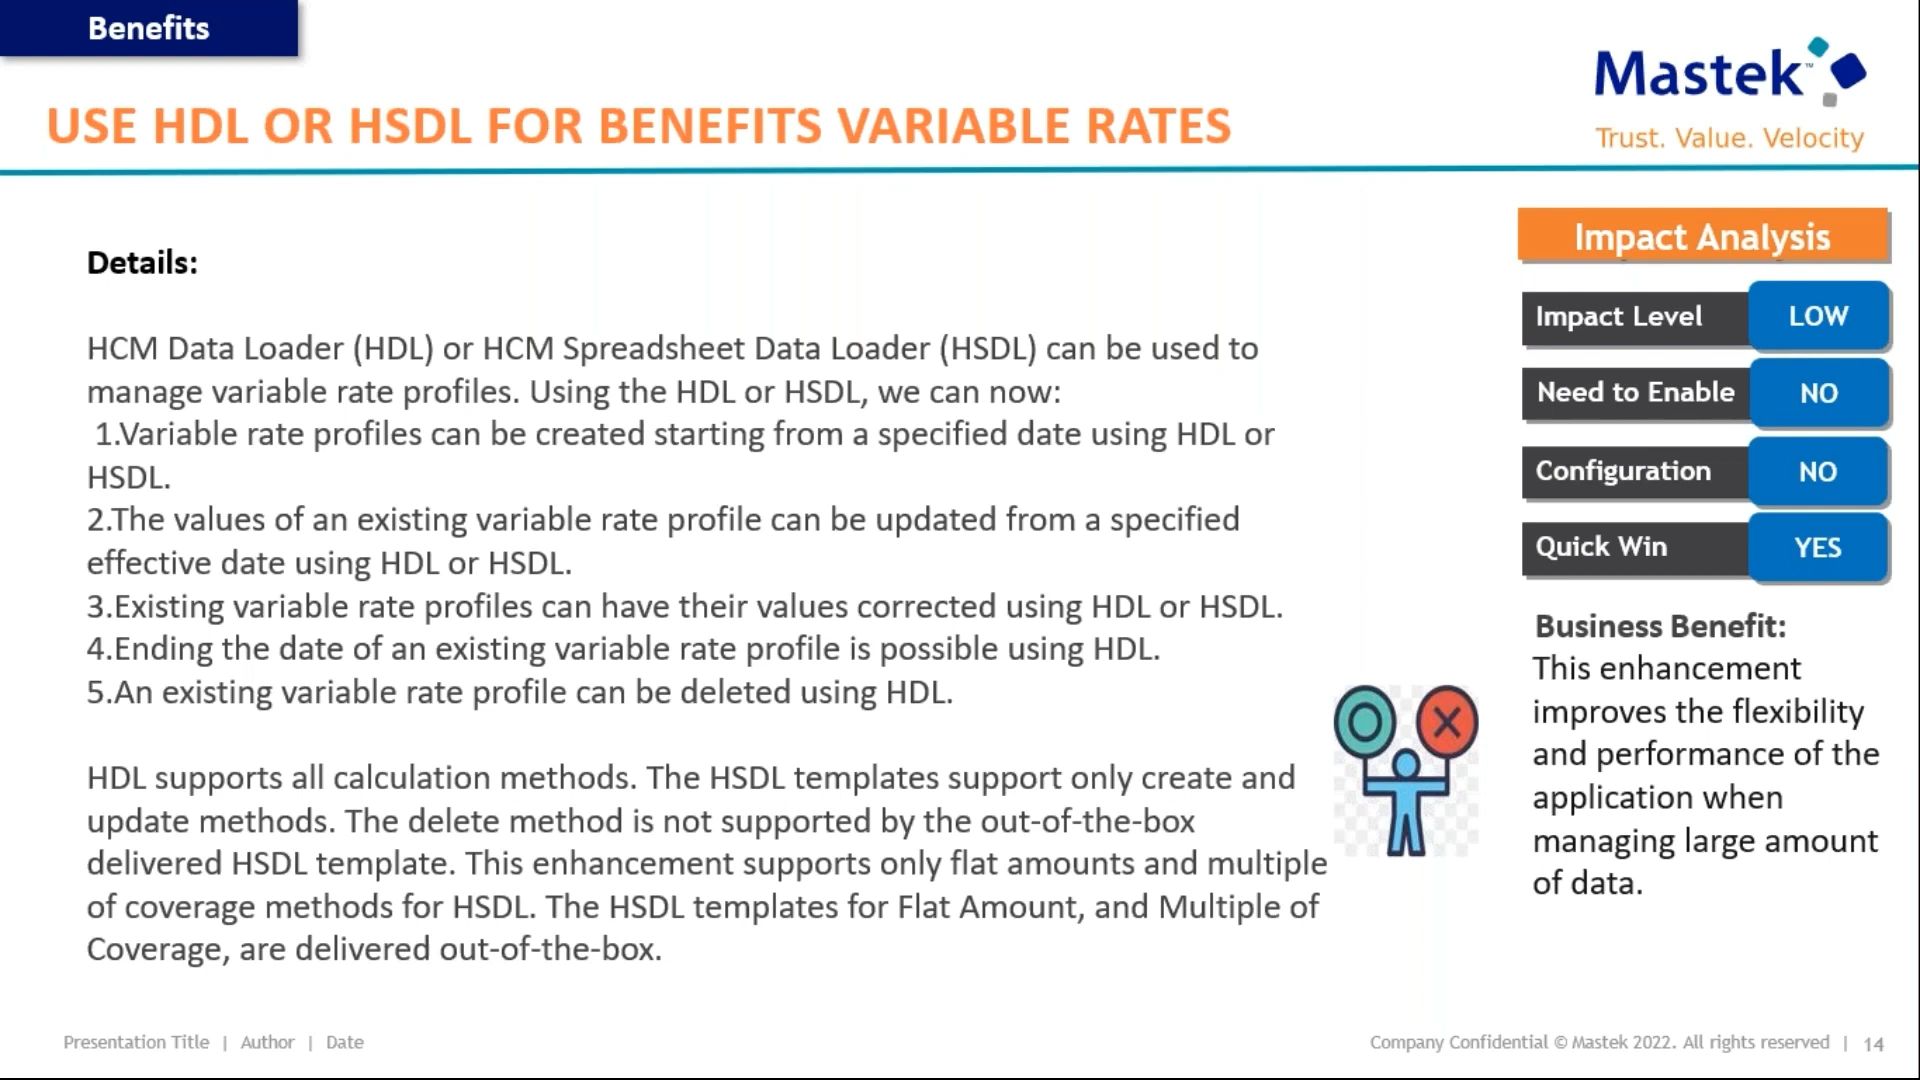 Benefits
Mastek™
Trust. Value. Velocity
USE HDL OR HSDL FOR BENEFITS VARIABLE RATES
Details:
HCM Data Loader (HDL) or HCM Spreadsheet Data Loader (HSDL) can be used to
manage variable rate profiles. Using the HDL or HSDL, we can now:
1.Variable rate profiles can be created starting from a specified date using HDL or
HSDL.
2.The values of an existing variable rate profile can be updated from a specified
effective date using HDL or HSDL.
3.Existing variable rate profiles can have their values corrected using HDL or HSDL.
4.Ending the date of an existing variable rate profile is possible using HDL.
5.An existing variable rate profile can be deleted using HDL.
HDL supports all calculation methods. The HSDL templates support only create and
update methods. The delete method is not supported by the out-of-the-box
delivered HSDL template. This enhancement supports only flat amounts and multiple
of coverage methods for HSDL. The HSDL templates for Flat Amount, and Multiple of
Coverage, are delivered out-of-the-box.
Impact Analysis
Impact Level LOW
Need to Enable NO
Configuration NO
Quick Win YES
Business Benefit:
This enhancement
improves the flexibility
and performance of the
application when
managing large amount
of data.
Presentation Title | Author | Date
Company Confidential © Mastek 2022. All rights reserved | 14